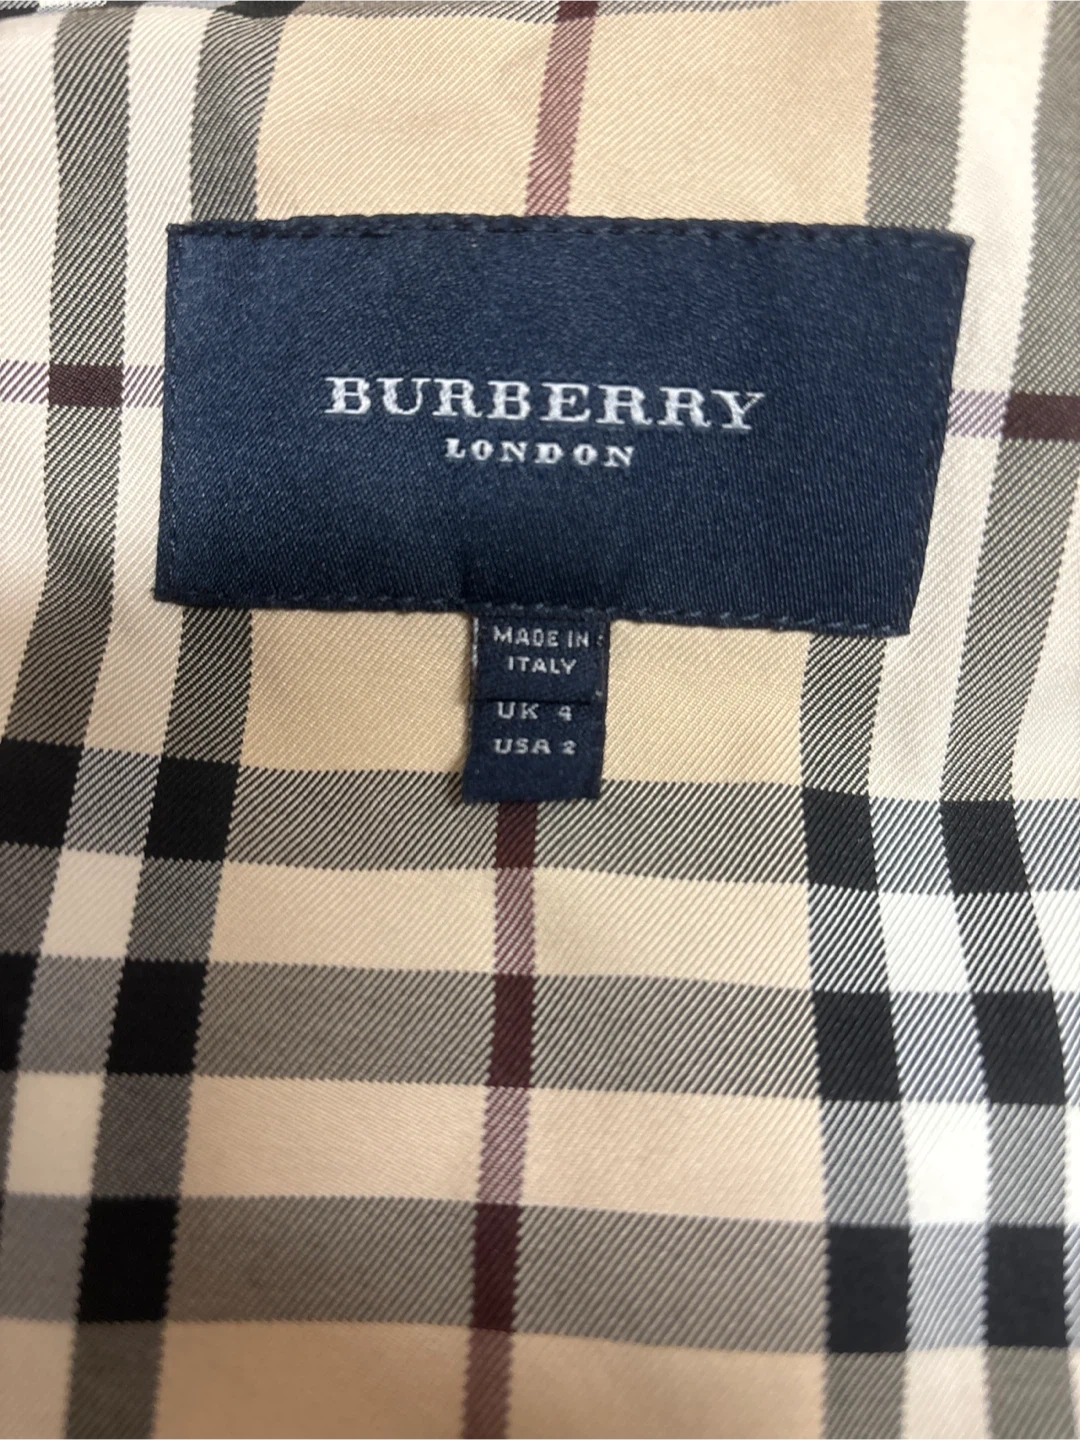 BURBERRY
LONDON
MADE IN
ITALY
UK 4
USA 2